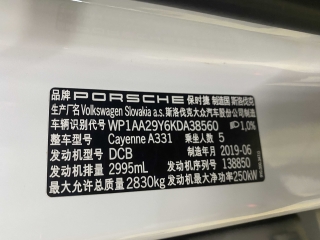 品牌 PORSCHE 保时捷 制造国 斯洛伐克
生产厂名 Volkswagen Slovakia a.s. 斯洛伐克大众汽车股份公司制造
车辆识别代号 WP1AA29Y6KDA38560 1,0%
整车型号 Cayenne A331 乘坐人数 5
发动机型号 DCB 制造年月 2019-06
发动机排量 2995mL 发动机序列号 138850
最大允许总质量 2830kg 发动机最大净功率 250kW